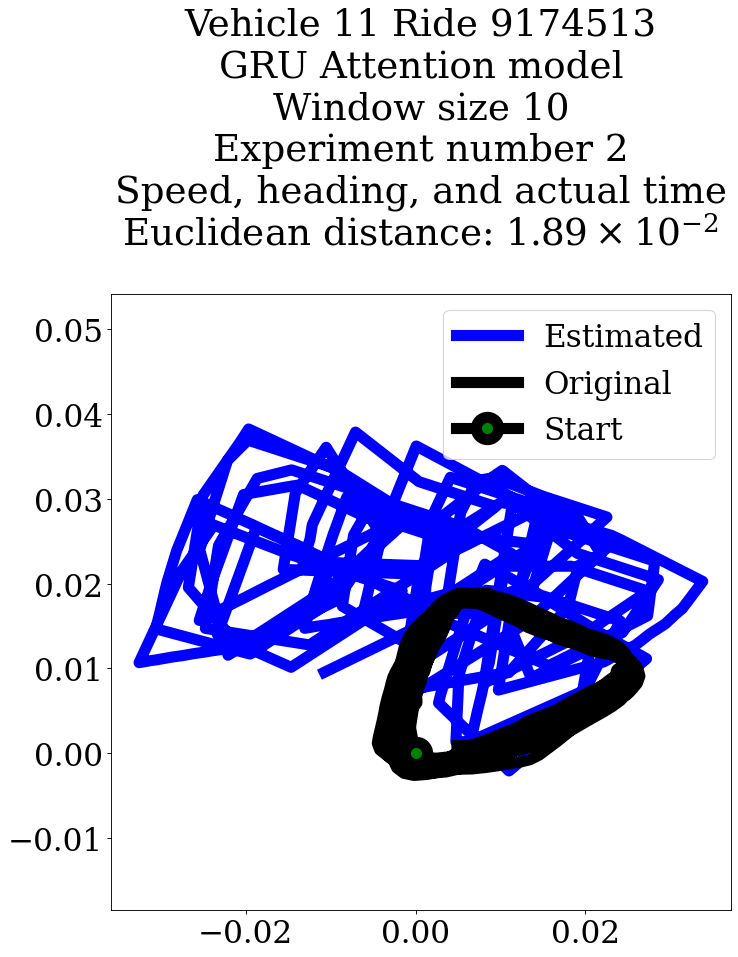 Vehicle 11 Ride 9174513
GRU Attention model
Window size 10
Experiment number 2
Speed, heading, and actual time
Euclidean distance: 1.89 × 10⁻²
Estimated
Original
Start
0.05
0.04
0.03
0.02
0.01
0.00
−0.01
−0.02 0.00 0.02